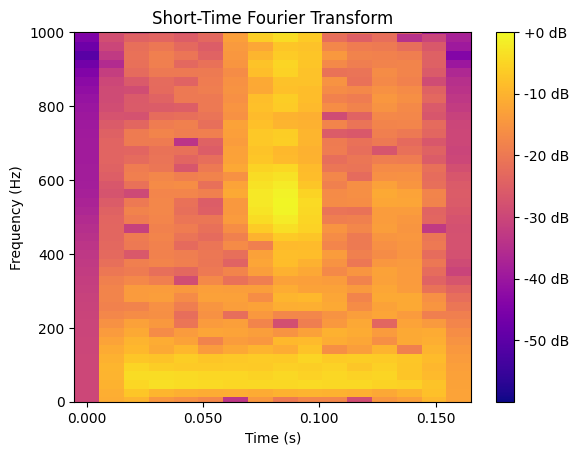 Short-Time Fourier Transform
1000
800
600
400
200
0
Frequency (Hz)
0.000
0.050
0.100
0.150
Time (s)
+0 dB
-10 dB
-20 dB
-30 dB
-40 dB
-50 dB